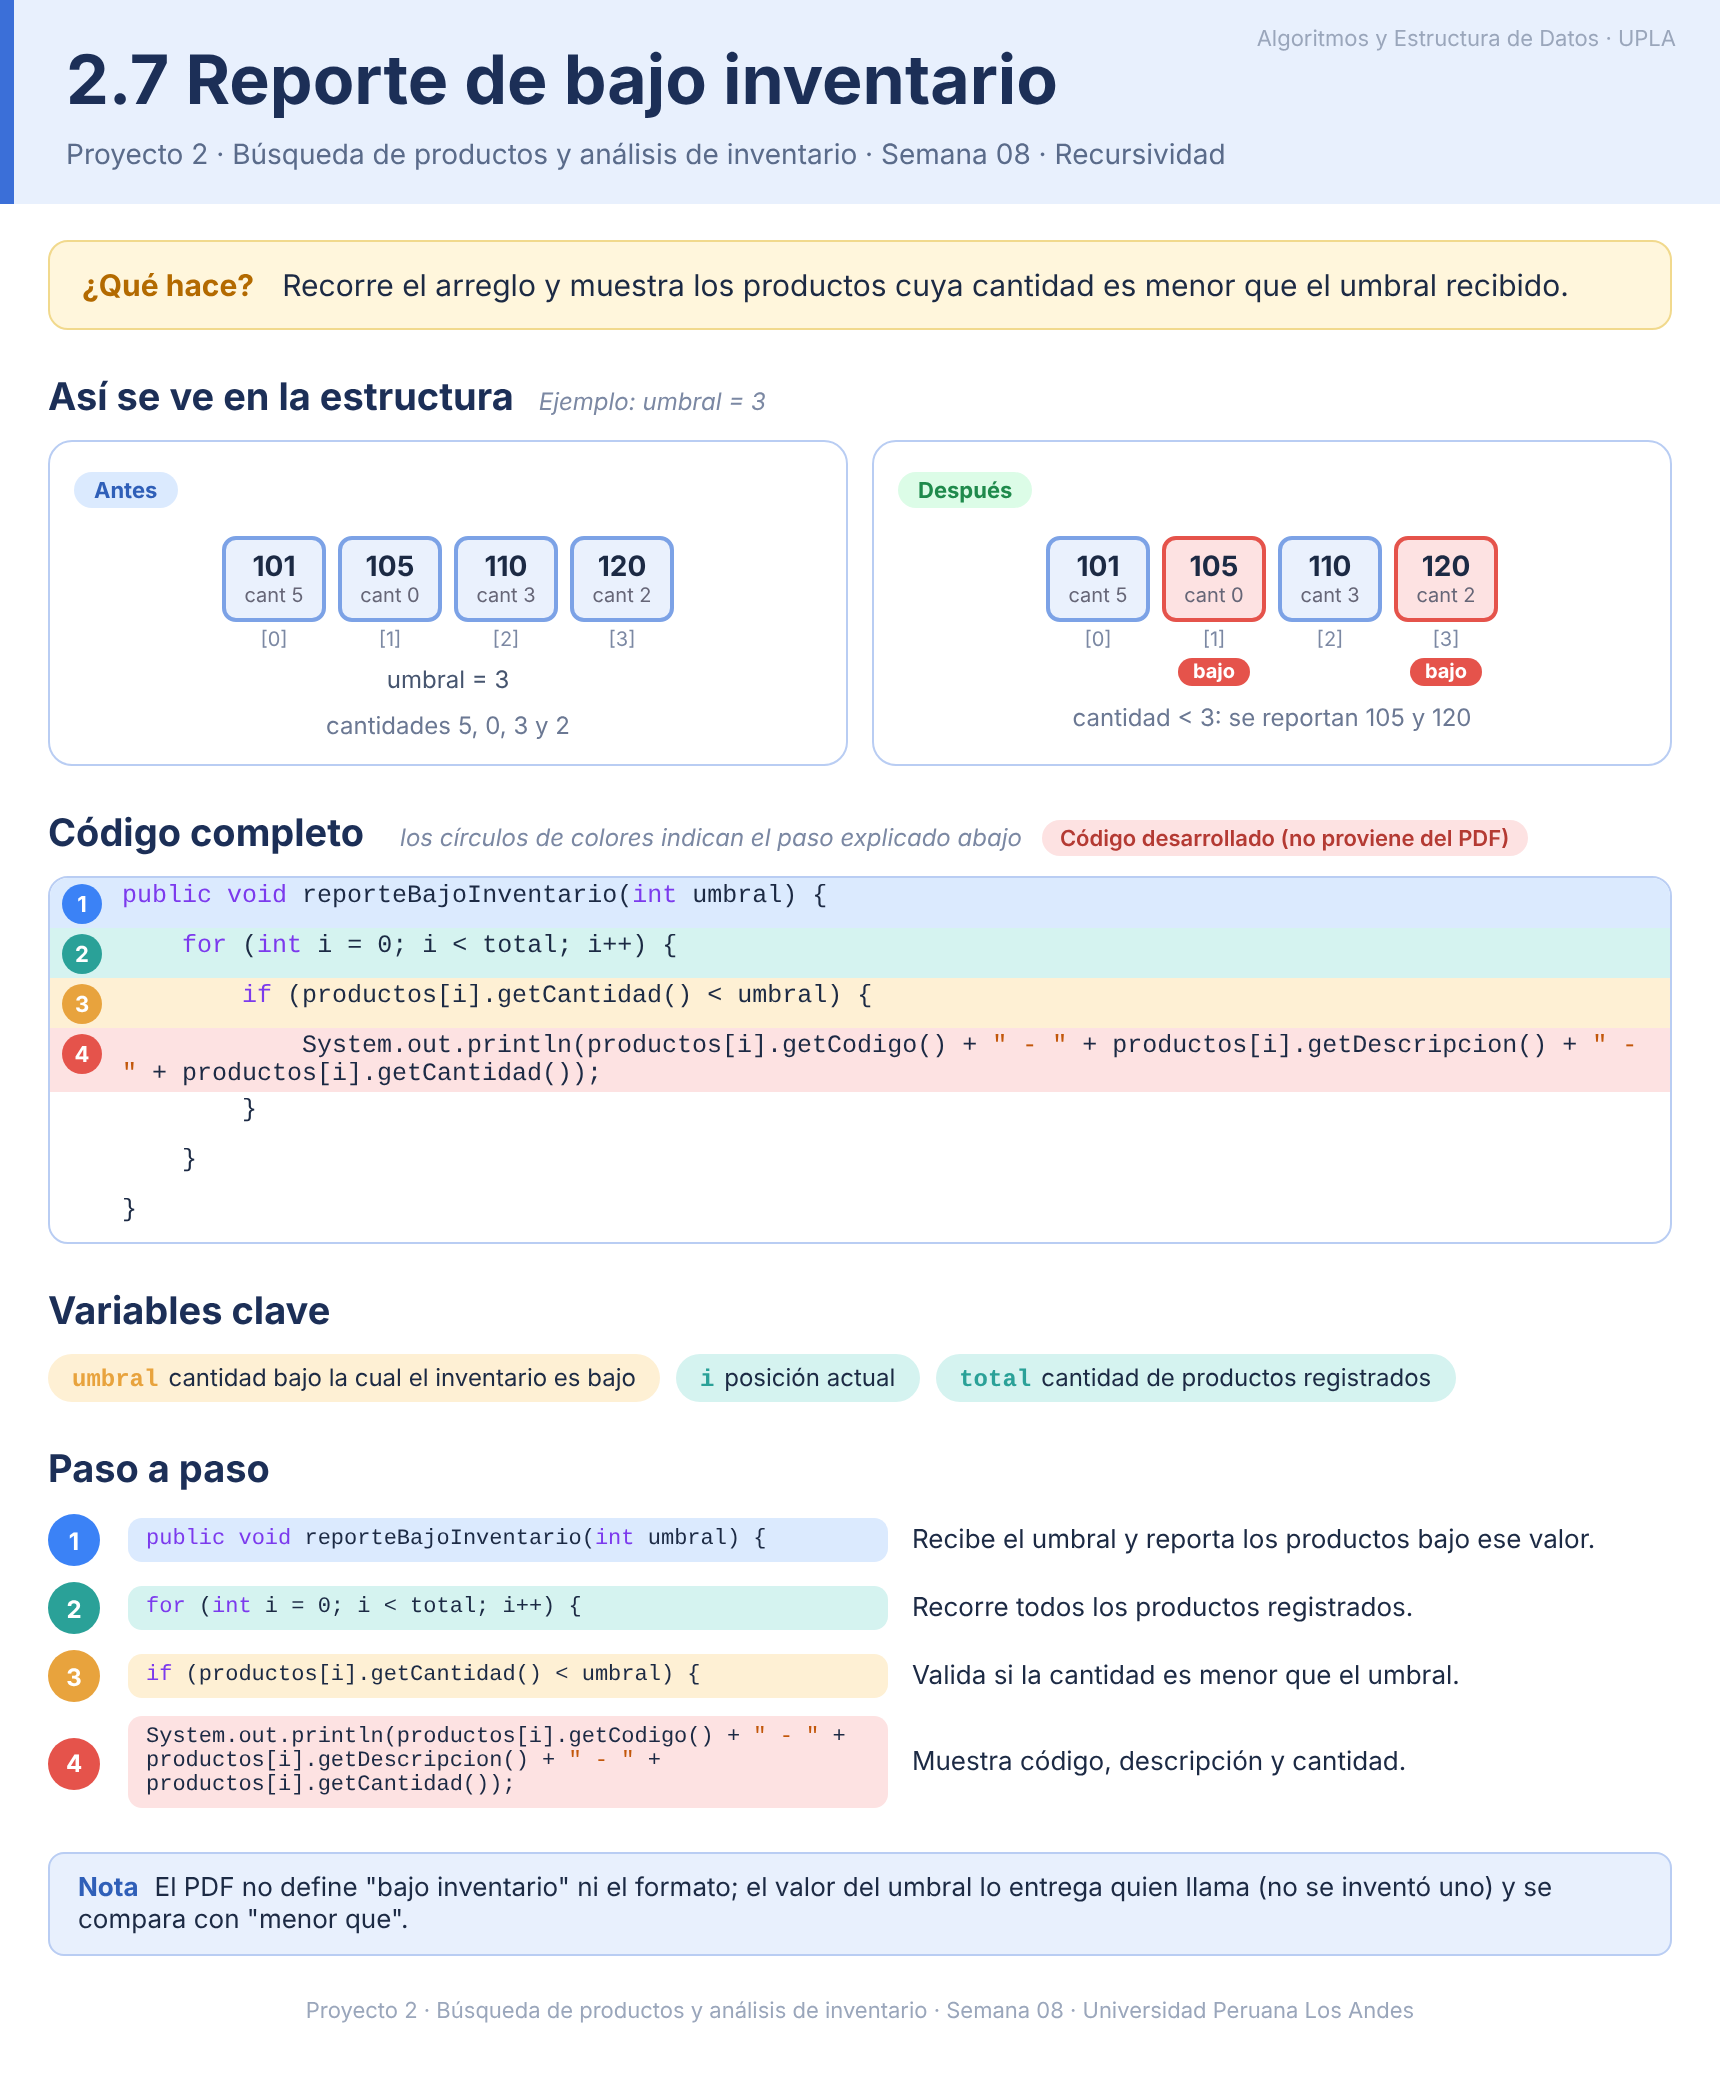 Algoritmos y Estructura de Datos · UPLA
2.7 Reporte de bajo inventario
Proyecto 2 · Búsqueda de productos y análisis de inventario · Semana 08 · Recursividad
¿Qué hace? Recorre el arreglo y muestra los productos cuya cantidad es menor que el umbral recibido.
Así se ve en la estructura Ejemplo: umbral = 3
Antes
101 105 110 120
cant 5 cant 0 cant 3 cant 2
[0] [1] [2] [3]
umbral = 3
cantidades 5, 0, 3 y 2
Después
101 105 110 120
cant 5 cant 0 cant 3 cant 2
[0] [1] [2] [3]
bajo bajo
cantidad < 3: se reportan 105 y 120
Código completo los círculos de colores indican el paso explicado abajo Código desarrollado (no proviene del PDF)
1 public void reporteBajoInventario(int umbral) {
2     for (int i = 0; i < total; i++) {
3         if (productos[i].getCantidad() < umbral) {
4             System.out.println(productos[i].getCodigo() + " - " + productos[i].getDescripcion() + " -
" + productos[i].getCantidad());
        }
    }
}
Variables clave
umbral cantidad bajo la cual el inventario es bajo i posición actual total cantidad de productos registrados
Paso a paso
1 public void reporteBajoInventario(int umbral) { Recibe el umbral y reporta los productos bajo ese valor.
2 for (int i = 0; i < total; i++) { Recorre todos los productos registrados.
3 if (productos[i].getCantidad() < umbral) { Valida si la cantidad es menor que el umbral.
4 System.out.println(productos[i].getCodigo() + " - " +
productos[i].getDescripcion() + " - " +
productos[i].getCantidad());
Muestra código, descripción y cantidad.
Nota El PDF no define "bajo inventario" ni el formato; el valor del umbral lo entrega quien llama (no se inventó uno) y se
compara con "menor que".
Proyecto 2 · Búsqueda de productos y análisis de inventario · Semana 08 · Universidad Peruana Los Andes